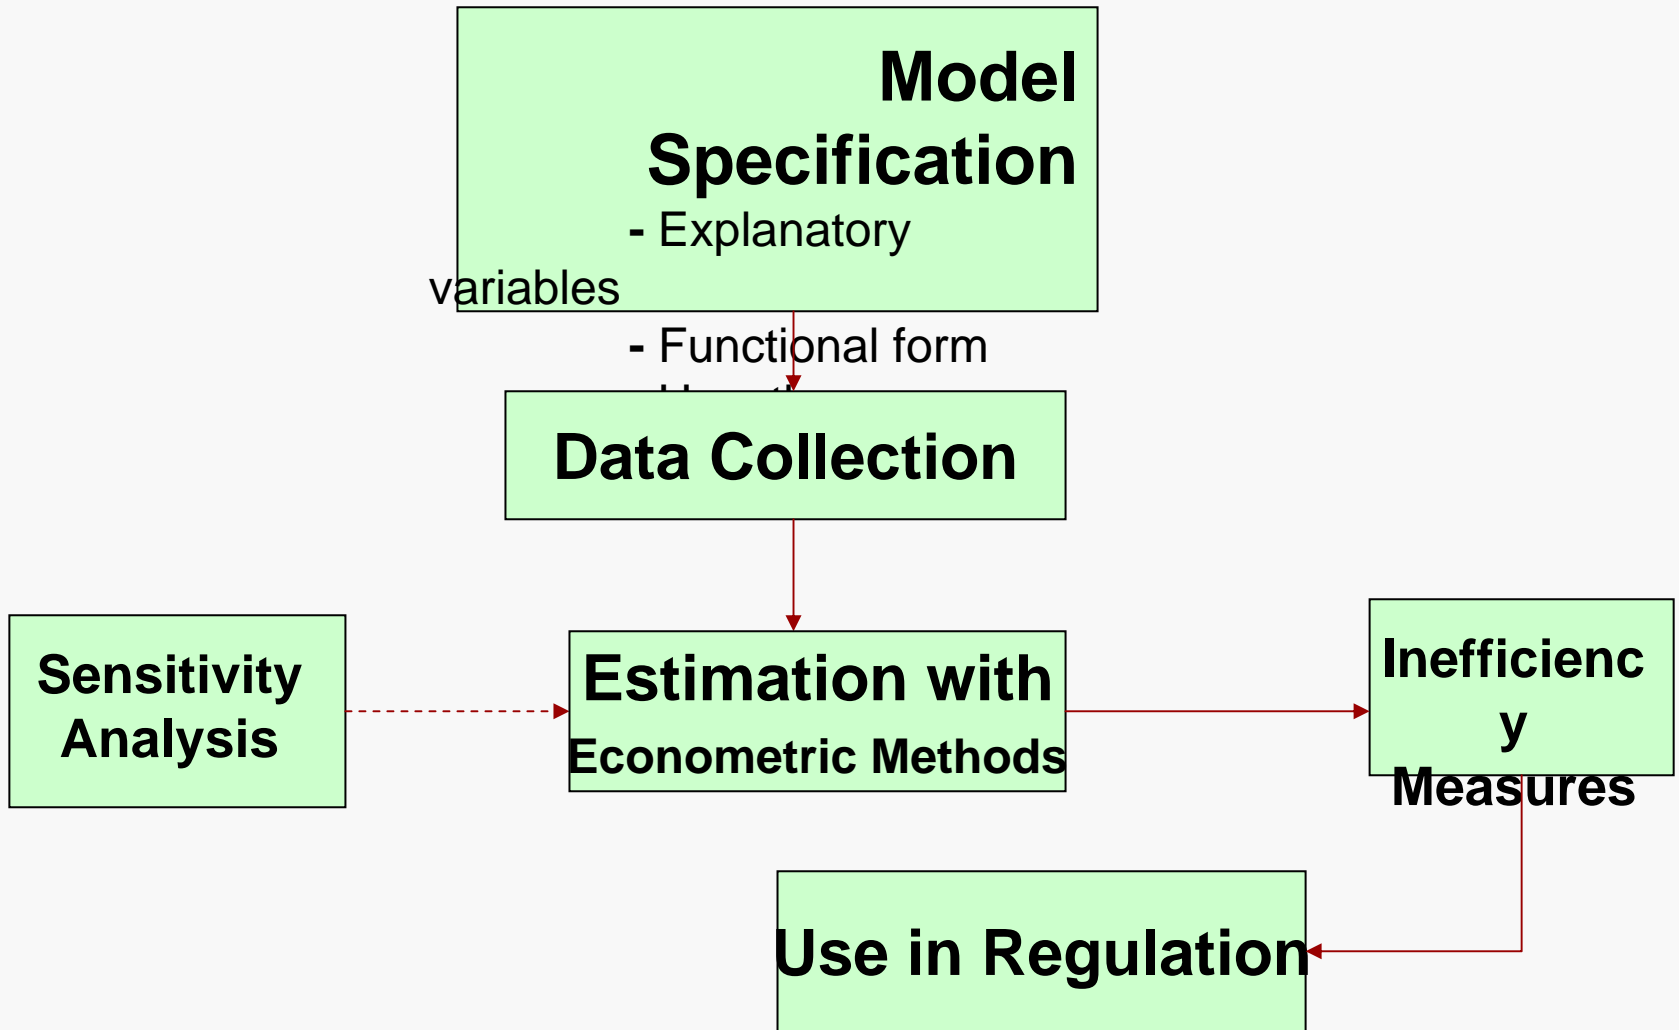 Model
Specification
- Explanatory
variables
- Functional form
Data Collection
Sensitivity
Analysis
Estimation with
Econometric Methods
Inefficienc
y
Measures
Use in Regulation